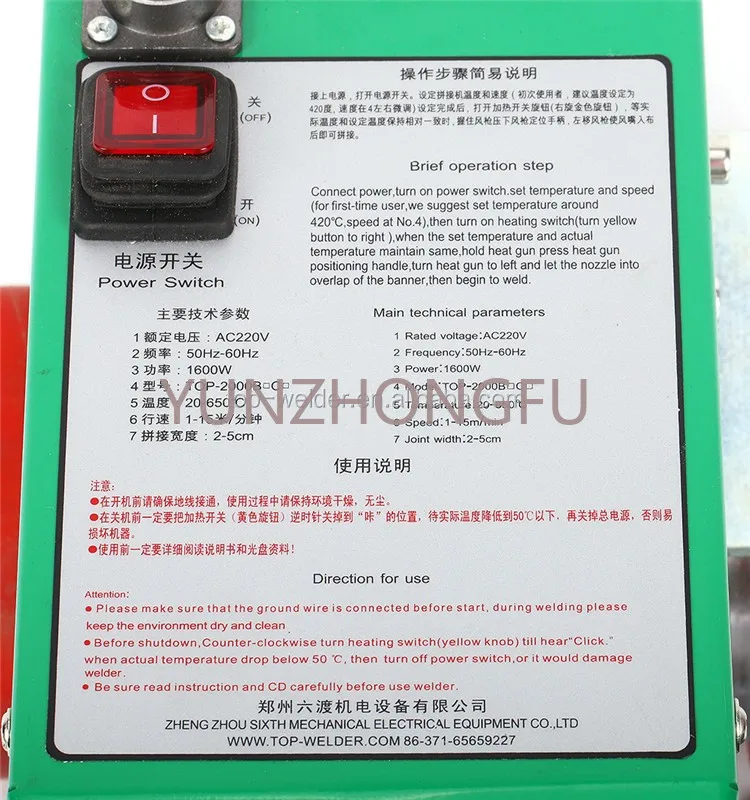 关
(OFF)
开
(ON)
电源开关
Power Switch
操作步骤简易说明
接上电源，打开电源开关。设定拼接机温度和速度（初次使用者，建议温度设定为
420度，速度在4左右微调）设定完成后，打开加热开关旋钮（右旋金色旋钮），等实
际温度和设定温度保持相对一致时，握住风枪压下风枪定位手柄，左移风枪使风嘴入布
后即可拼接。
Brief operation step
Connect power,turn on power switch.set temperature and speed
(for first-time user,we suggest set temperature around
420℃,speed at No.4),then turn on heating switch(turn yellow
button to right ),when the set temperature and actual
temperature maintain same,hold heat gun press heat gun
positioning handle,turn heat gun to left and let the nozzle into
overlap of the banner,then begin to weld.
主要技术参数
1额定电压：AC220V
2频率：50Hz-60Hz
3功率：1600W
4型号：TOP-2000B□C□
5温度：20-650℃
6行速：1-15米/分钟
7拼接宽度：2-5cm
Main technical parameters
1 Rated voltage:AC220V
2 Frequency:50Hz-60Hz
3 Power:1600W
4 Mode:TOP-2000B□C□
5 Temperature:20-650℃
6 Speed:1-15m/min
7 Joint width:2-5cm
YUNZHONGFU
使用说明
注意：
●在开机前请确保地线接通，使用过程中请保持环境干燥，无尘。
●在关机前一定要把加热开关（黄色旋钮）逆时针关掉到“咔”的位置，待实际温度降低到50℃以下，再关掉总电源，否则易
损坏机器。
●使用前一定要详细阅读说明书和光盘资料！
Direction for use
Attention:
● Please make sure that the ground wire is connected before start, during welding please
keep the environment dry and clean
●Before shutdown,Counter-clockwise turn heating switch(yellow knob) till hear“Click.”
when actual temperature drop below 50 ℃, then turn off power switch,or it would damage
welder.
● Be sure read instruction and CD carefully before use welder.
郑州六渡机电设备有限公司
ZHENG ZHOU SIXTH MECHANICAL ELECTRICAL EQUIPMENT CO.,LTD
WWW.TOP-WELDER.COM 86-371-65659227